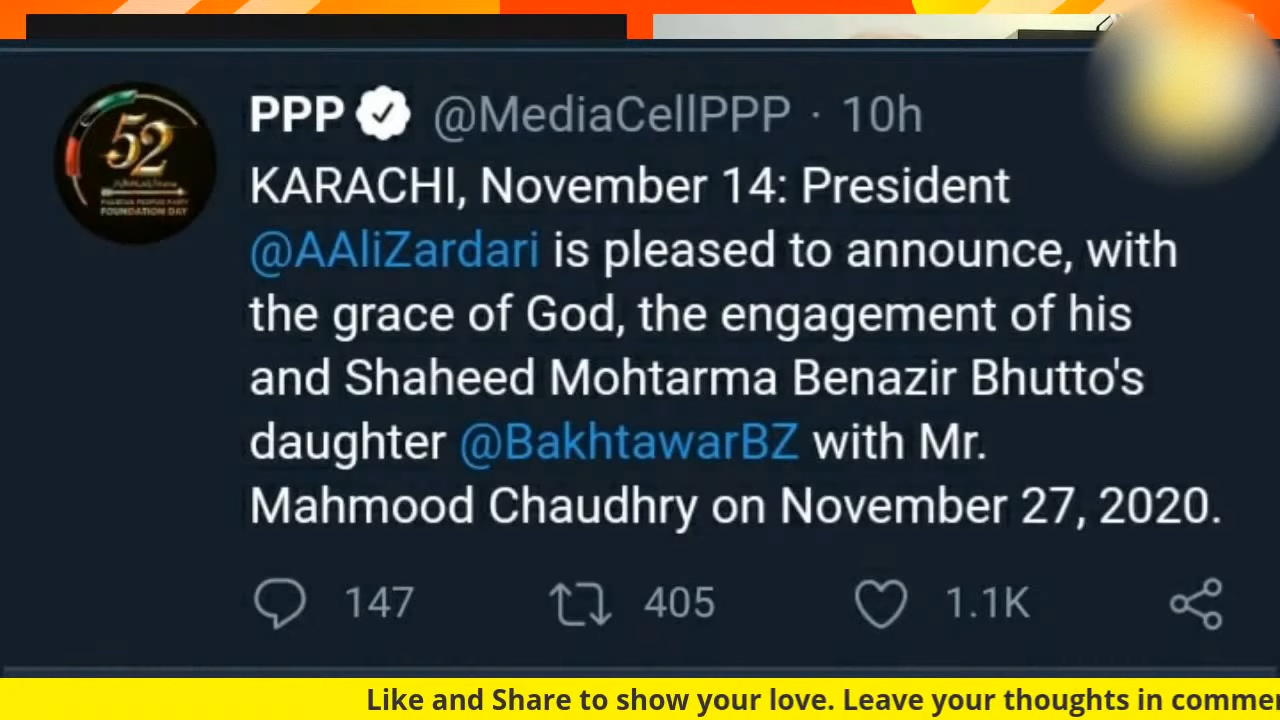 PPP @MediaCellPPP · 10h
52
FOUNDATION DAY
KARACHI, November 14: President
@AAliZardari is pleased to announce, with
the grace of God, the engagement of his
and Shaheed Mohtarma Benazir Bhutto's
daughter @BakhtawarBZ with Mr.
Mahmood Chaudhry on November 27, 2020.
147 405 1.1K
Like and Share to show your love. Leave your thoughts in comme